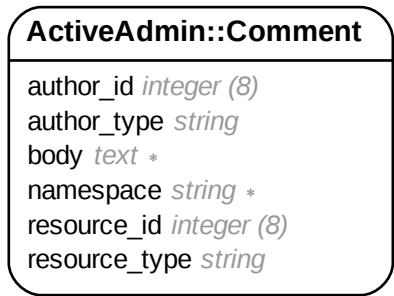 ActiveAdmin::Comment
author_id integer (8)
author_type string
body text *
namespace string *
resource_id integer (8)
resource_type string